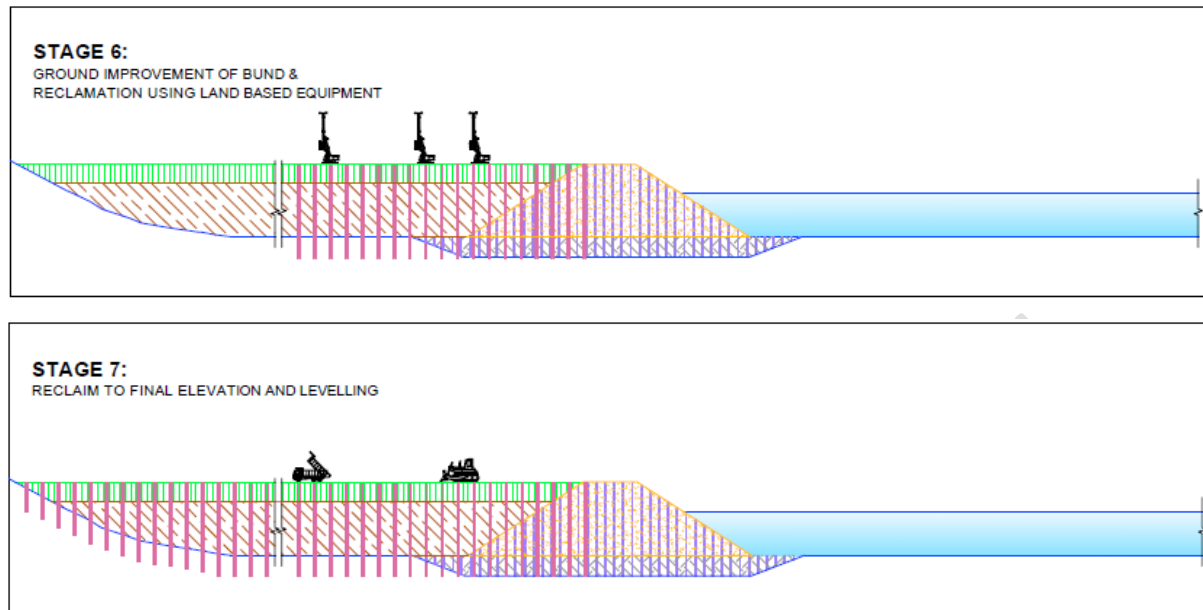 STAGE 6:
GROUND IMPROVEMENT OF BUND &
RECLAMATION USING LAND BASED EQUIPMENT
STAGE 7:
RECLAIM TO FINAL ELEVATION AND LEVELLING